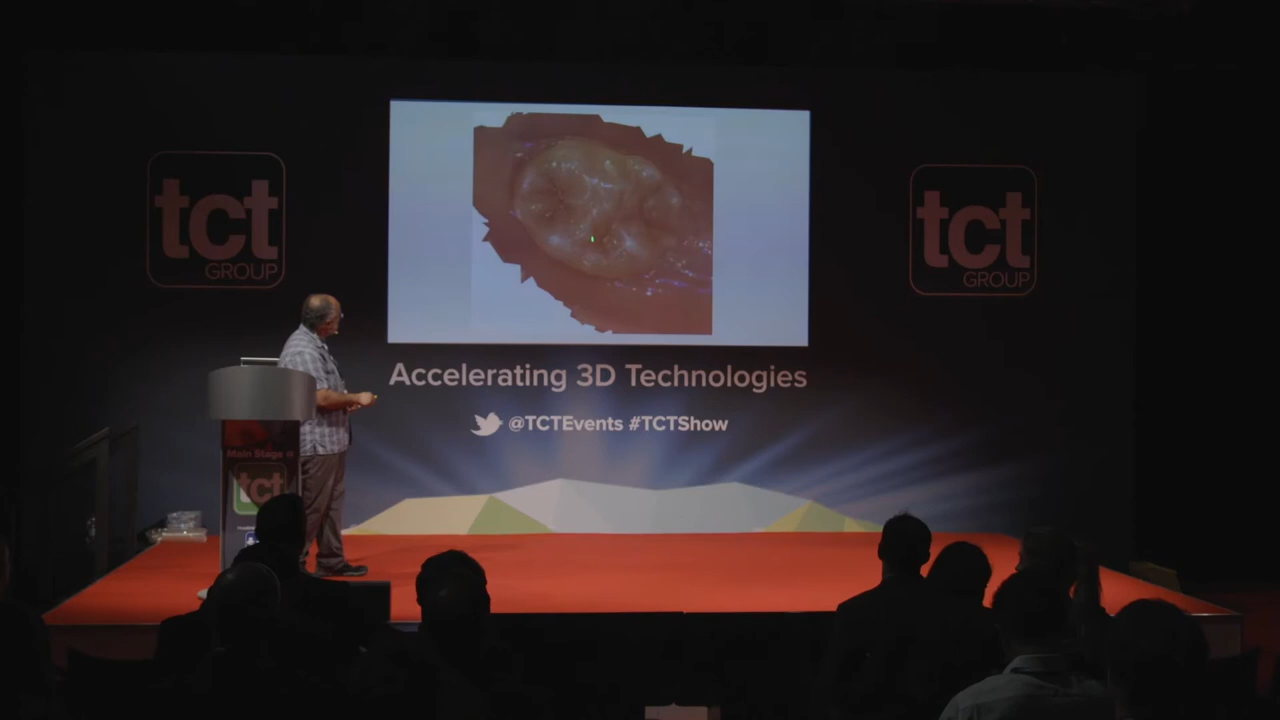 tct
GROUP
tct
GROUP
Accelerating 3D Technologies
@TCTEvents #TCTShow
Main Stage @
tct